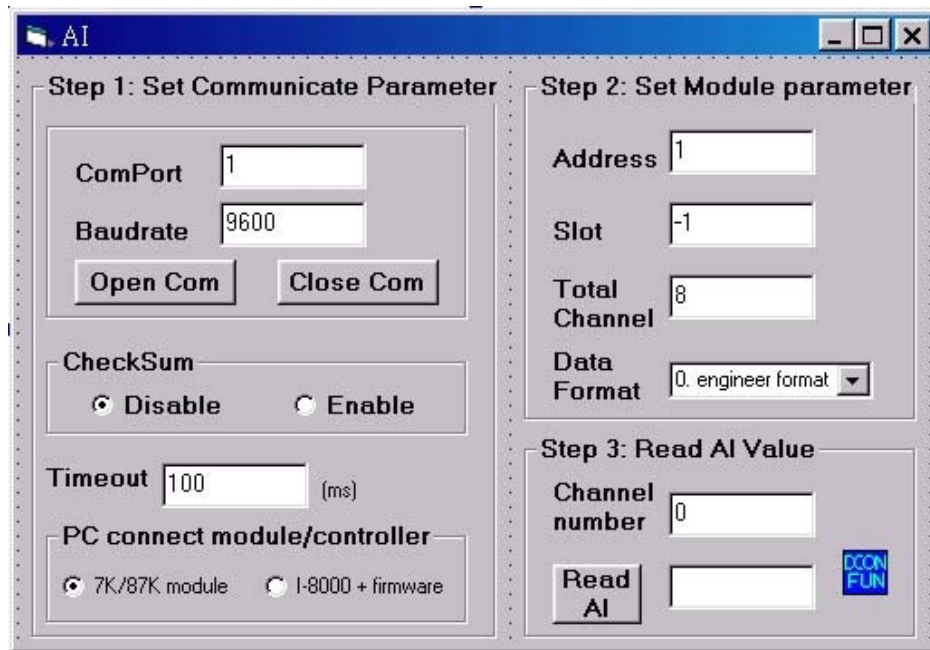 AI
Step 1: Set Communicate Parameter
ComPort 1
Baudrate 9600
Open Com Close Com
CheckSum
Disable Enable
Timeout 100 (ms)
PC connect module/controller
7K/87K module I-8000 + firmware
Step 2: Set Module parameter
Address 1
Slot -1
Total
Channel 8
Data
Format 0. engineer format
Step 3: Read AI Value
Channel
number 0
Read
AI
DCON
FUN